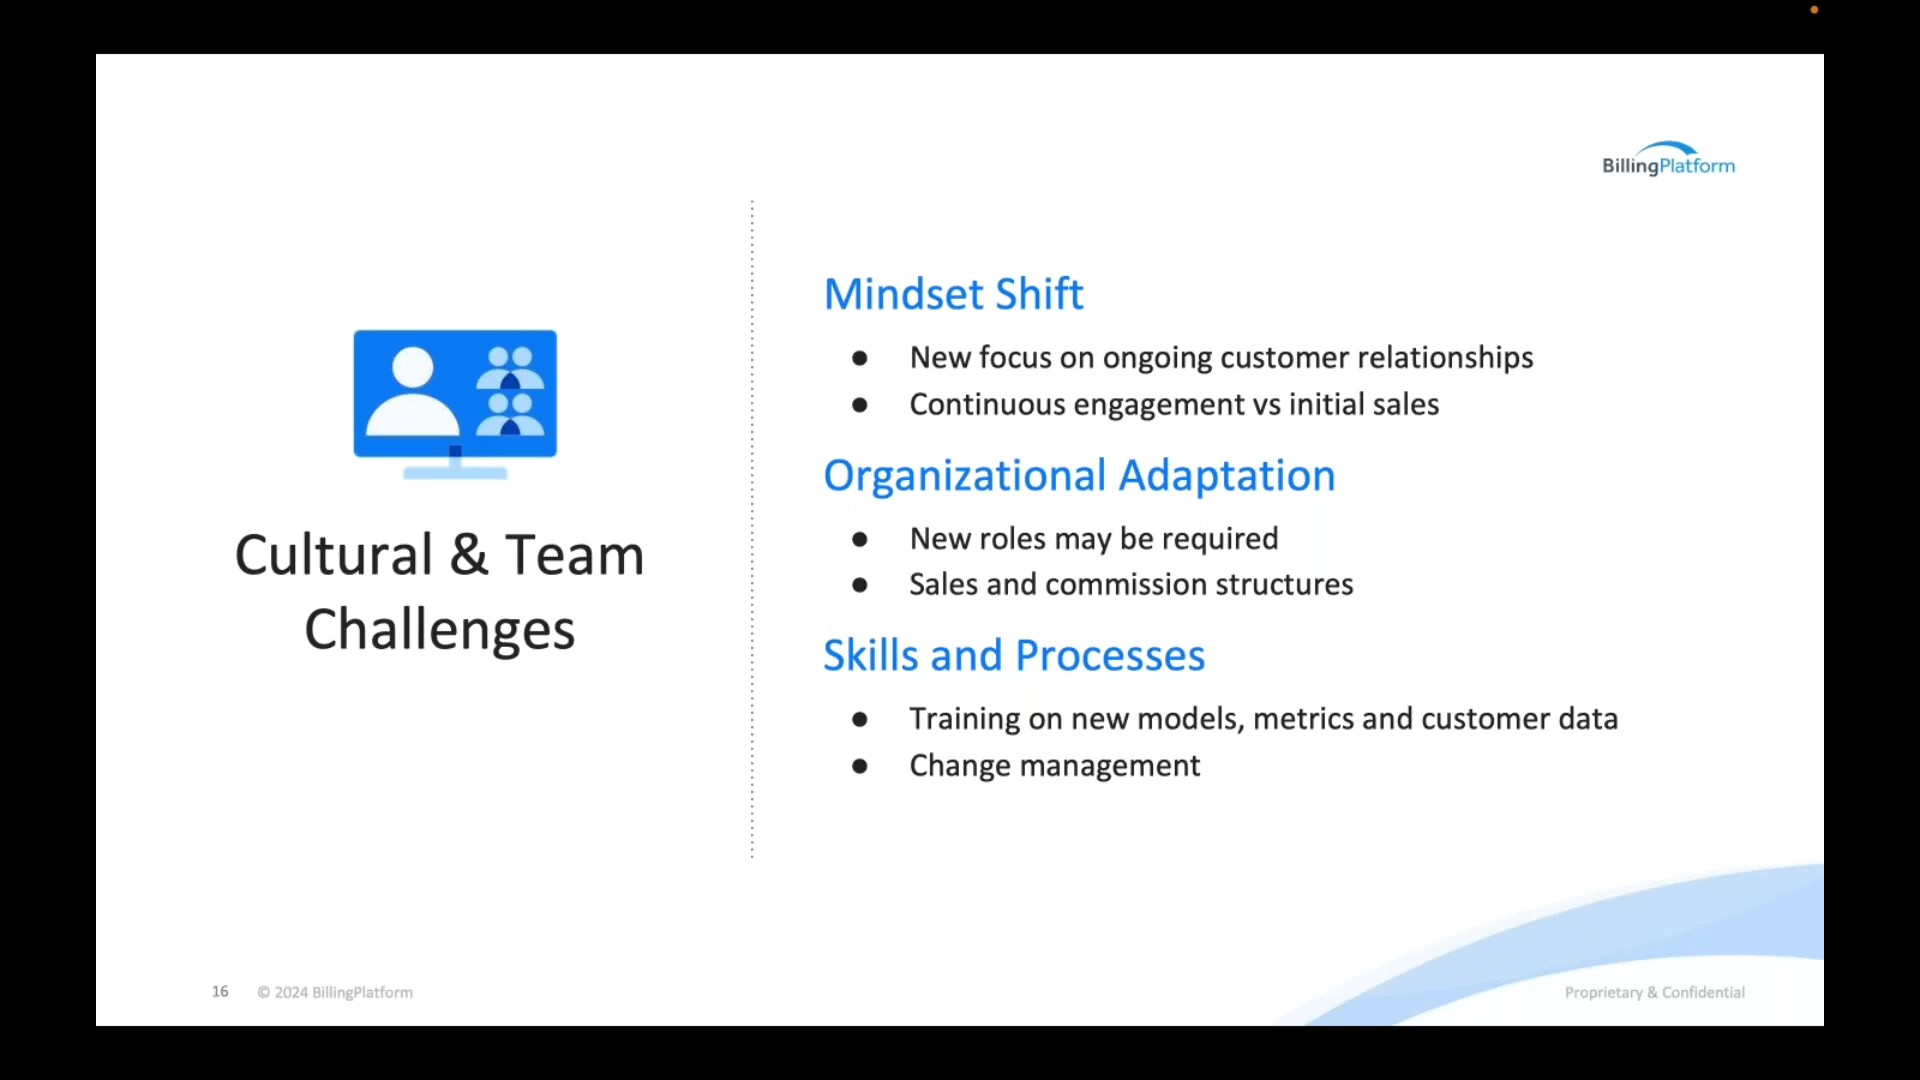 BillingPlatform
Cultural & Team
Challenges
Mindset Shift
● New focus on ongoing customer relationships
● Continuous engagement vs initial sales
Organizational Adaptation
● New roles may be required
● Sales and commission structures
Skills and Processes
● Training on new models, metrics and customer data
● Change management
16 © 2024 BillingPlatform
Proprietary & Confidential